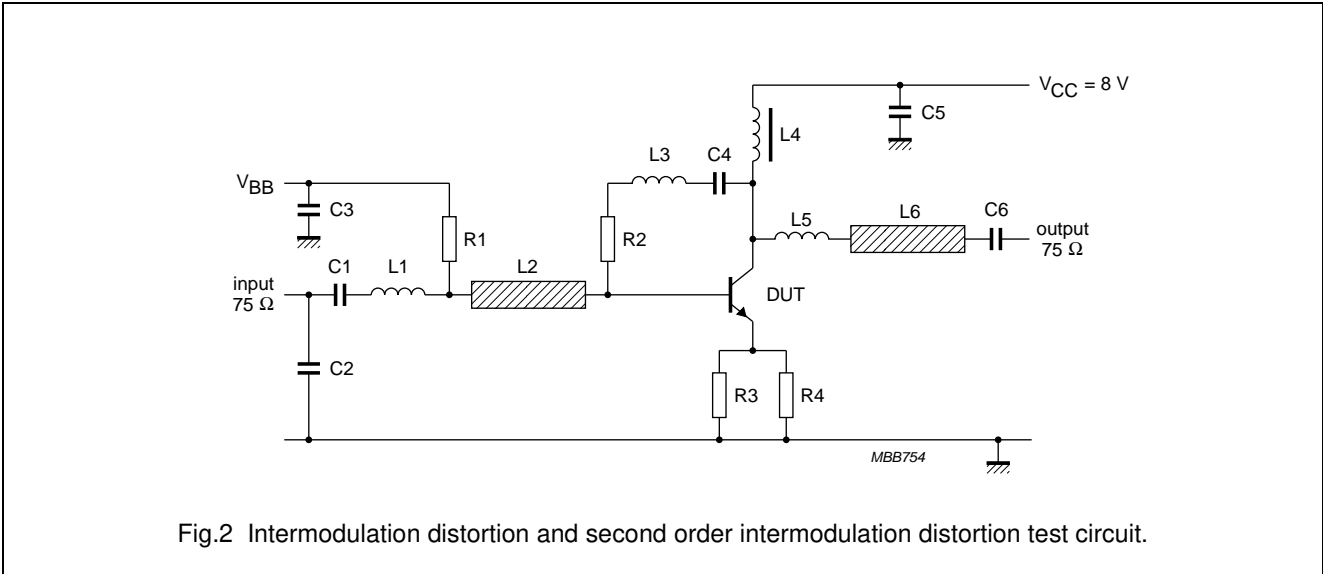 V_CC = 8 V
C5
L4
L3
C4
V_BB
C3
R1
R2
L5
L6
C6
output
75 Ω
C1
L1
L2
input
75 Ω
DUT
C2
R3
R4
MBB754
Fig.2 Intermodulation distortion and second order intermodulation distortion test circuit.